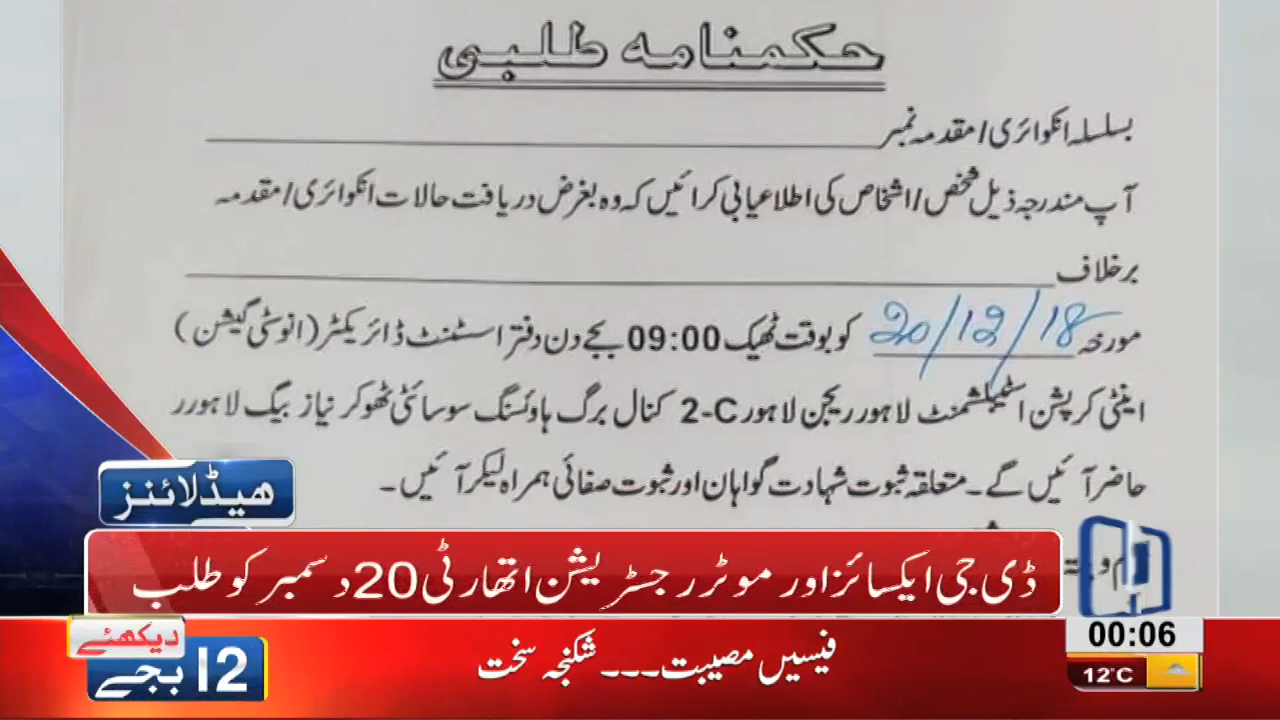 حکمنامہ طلبی
بسلسلہ انکوائری/مقدمہ نمبر
آپ مندرجہ ذیل شخص/اشخاص کی اطلاعیابی کرائیں کہ وہ بغرض دریافت حالات انکوائری/مقدمہ
برخلاف
مورخہ 20/12/18 کو بوقت ٹھیک 09:00 بجے دن دفتر اسسٹنٹ ڈائریکٹر (انوسٹی گیشن)
اینٹی کرپشن اسٹیبلشمنٹ لاہور ریجن لاہور 2-C کنال برگ ہاؤسنگ سوسائٹی ٹھوکر نیاز بیگ لاہور
حاضر آئیں گے۔ متعلقہ ثبوت شہادت گواہان اور ثبوت صفائی ہمراہ لیکر آئیں۔
ہیڈلائنز
ڈی جی ایکسائز اور موٹر رجسٹریشن اتھارٹی 20 دسمبر کو طلب
00:06
12°C
دیکھئے
12 بجے
فیسیں مصیبت۔۔۔ شکنجہ سخت